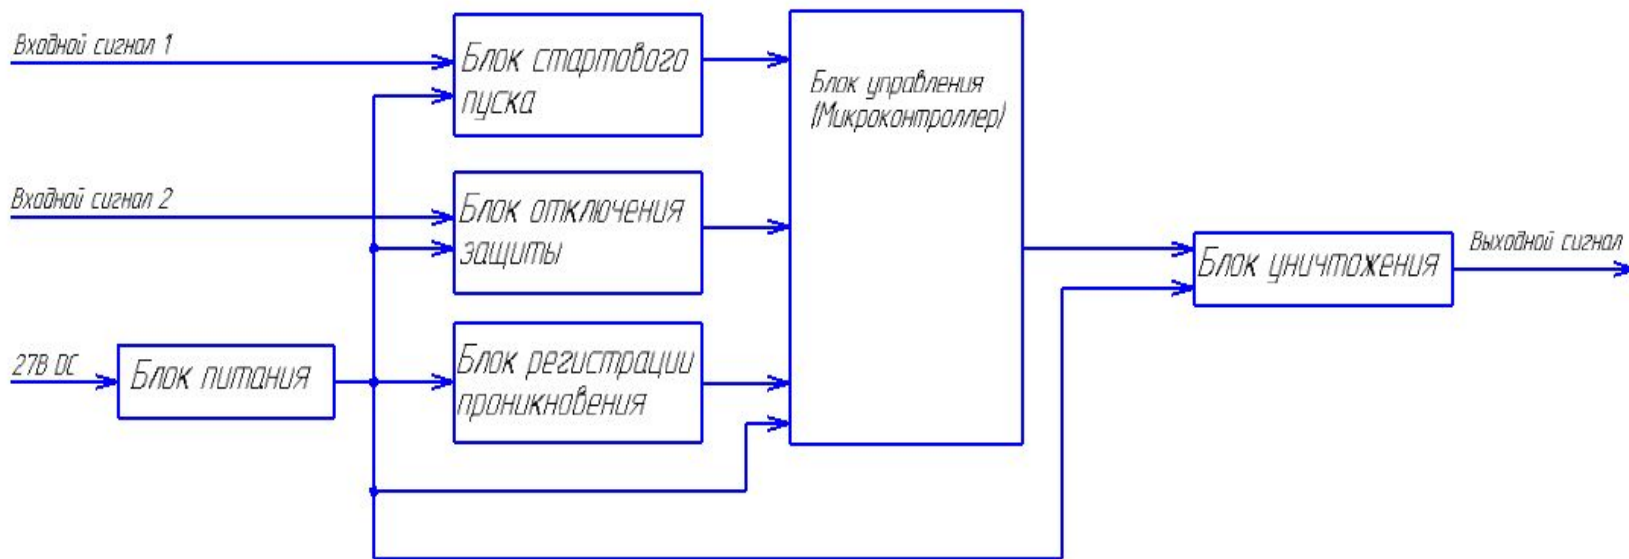 Входной сигнал 1
Блок стартового
пуска
Блок управления
(Микроконтроллер)
Входной сигнал 2
Блок отключения
защиты
Блок уничтожения
Выходной сигнал
27В DC
Блок питания
Блок регистрации
проникновения